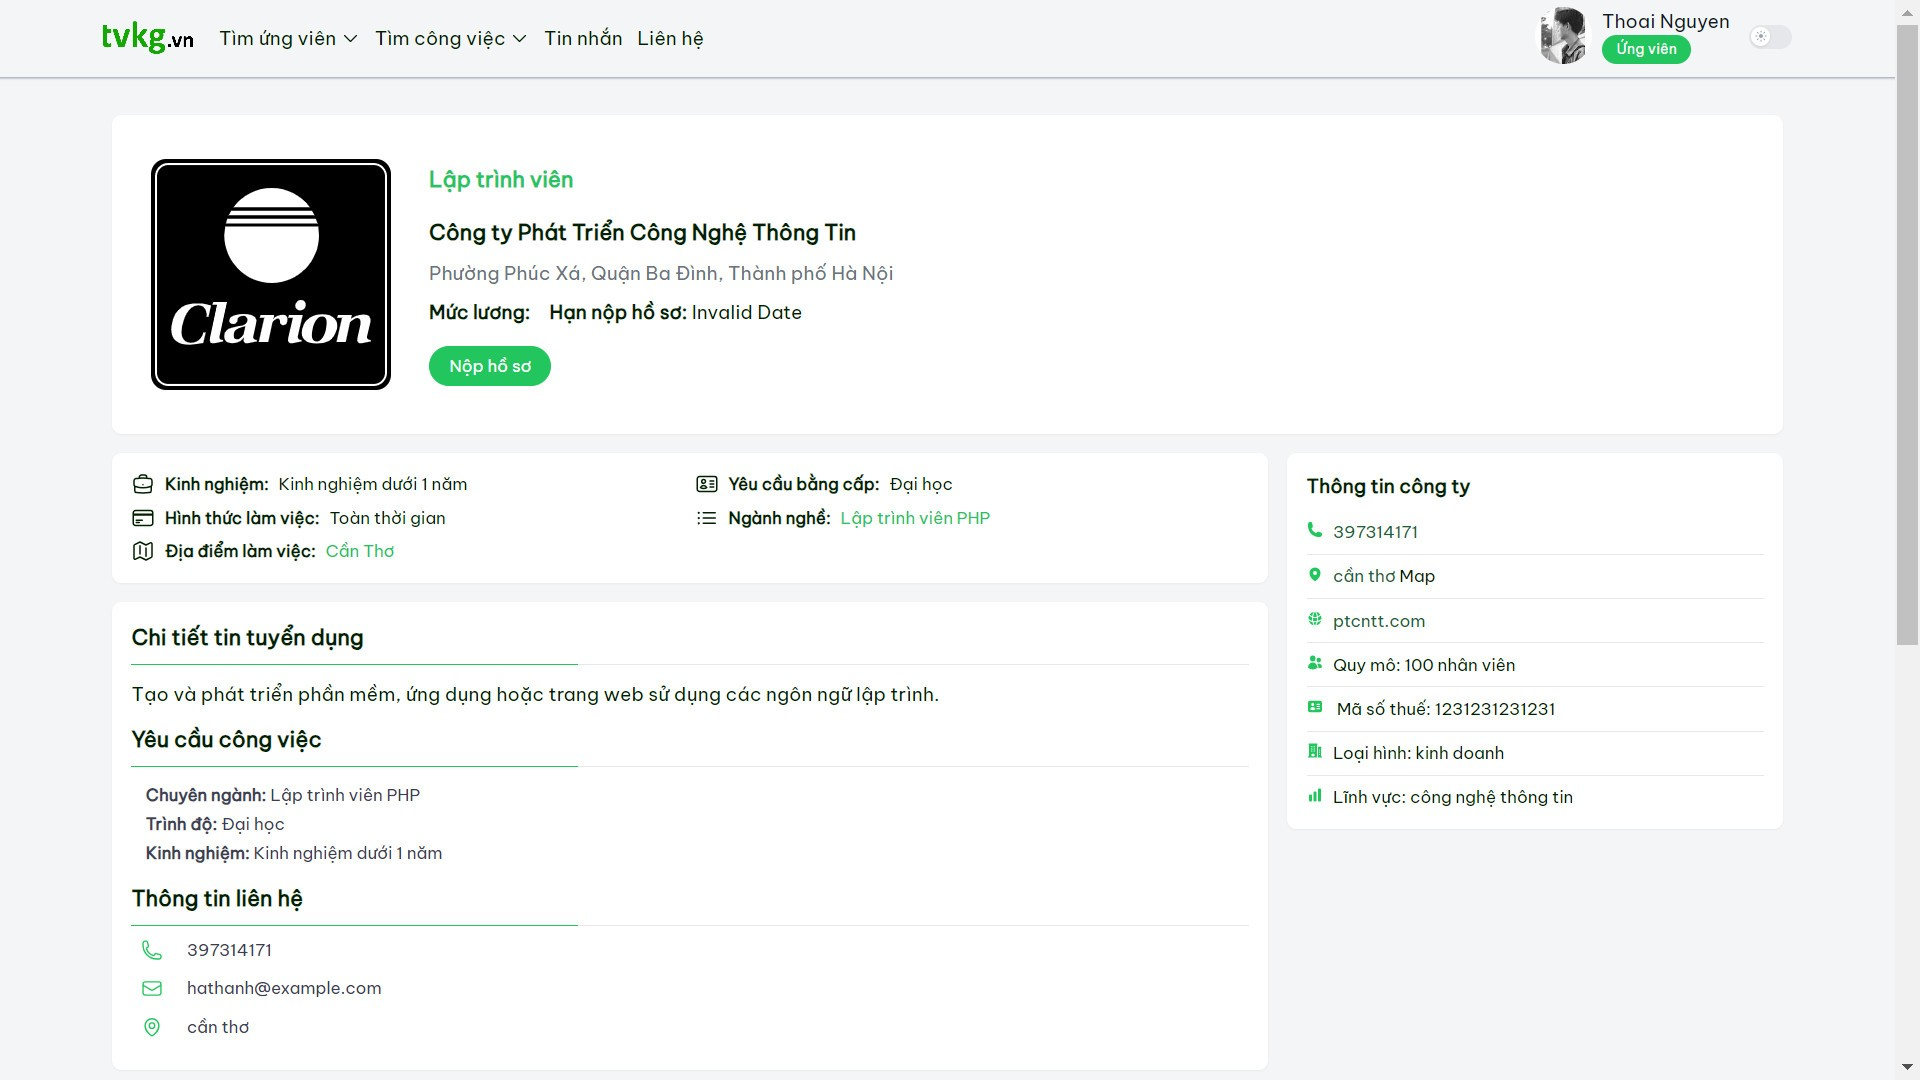 tvkg.vn
Tìm ứng viên
Tìm công việc
Tin nhắn
Liên hệ
Thoai Nguyen
Ứng viên
Clarion
Lập trình viên
Công ty Phát Triển Công Nghệ Thông Tin
Phường Phúc Xá, Quận Ba Đình, Thành phố Hà Nội
Mức lương: Hạn nộp hồ sơ: Invalid Date
Nộp hồ sơ
Kinh nghiệm: Kinh nghiệm dưới 1 năm
Yêu cầu bằng cấp: Đại học
Hình thức làm việc: Toàn thời gian
Ngành nghề: Lập trình viên PHP
Địa điểm làm việc: Cần Thơ
Chi tiết tin tuyển dụng
Tạo và phát triển phần mềm, ứng dụng hoặc trang web sử dụng các ngôn ngữ lập trình.
Yêu cầu công việc
Chuyên ngành: Lập trình viên PHP
Trình độ: Đại học
Kinh nghiệm: Kinh nghiệm dưới 1 năm
Thông tin liên hệ
397314171
hathanh@example.com
cần thơ
Thông tin công ty
397314171
cần thơ Map
ptcntt.com
Quy mô: 100 nhân viên
Mã số thuế: 1231231231231
Loại hình: kinh doanh
Lĩnh vực: công nghệ thông tin